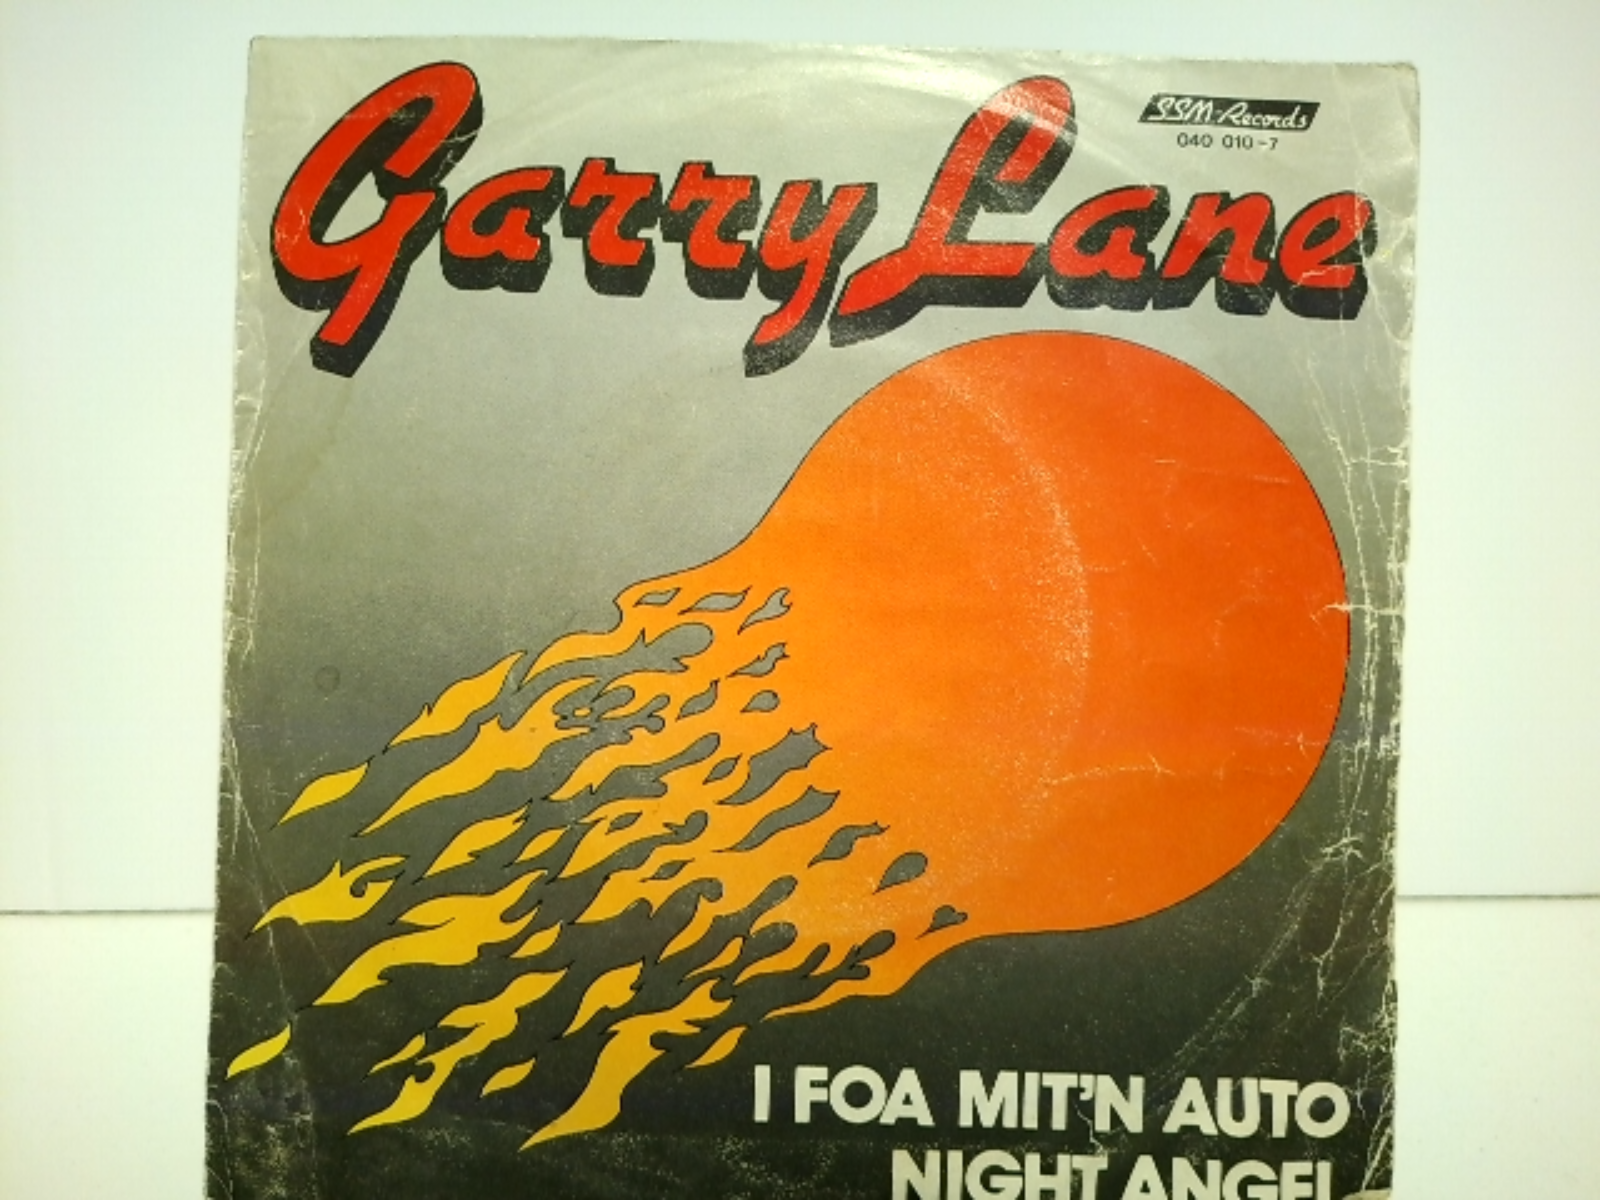 Garry Lane
SSM-Records
040 010-7
I FOA MIT'N AUTO
NIGHT ANGEL